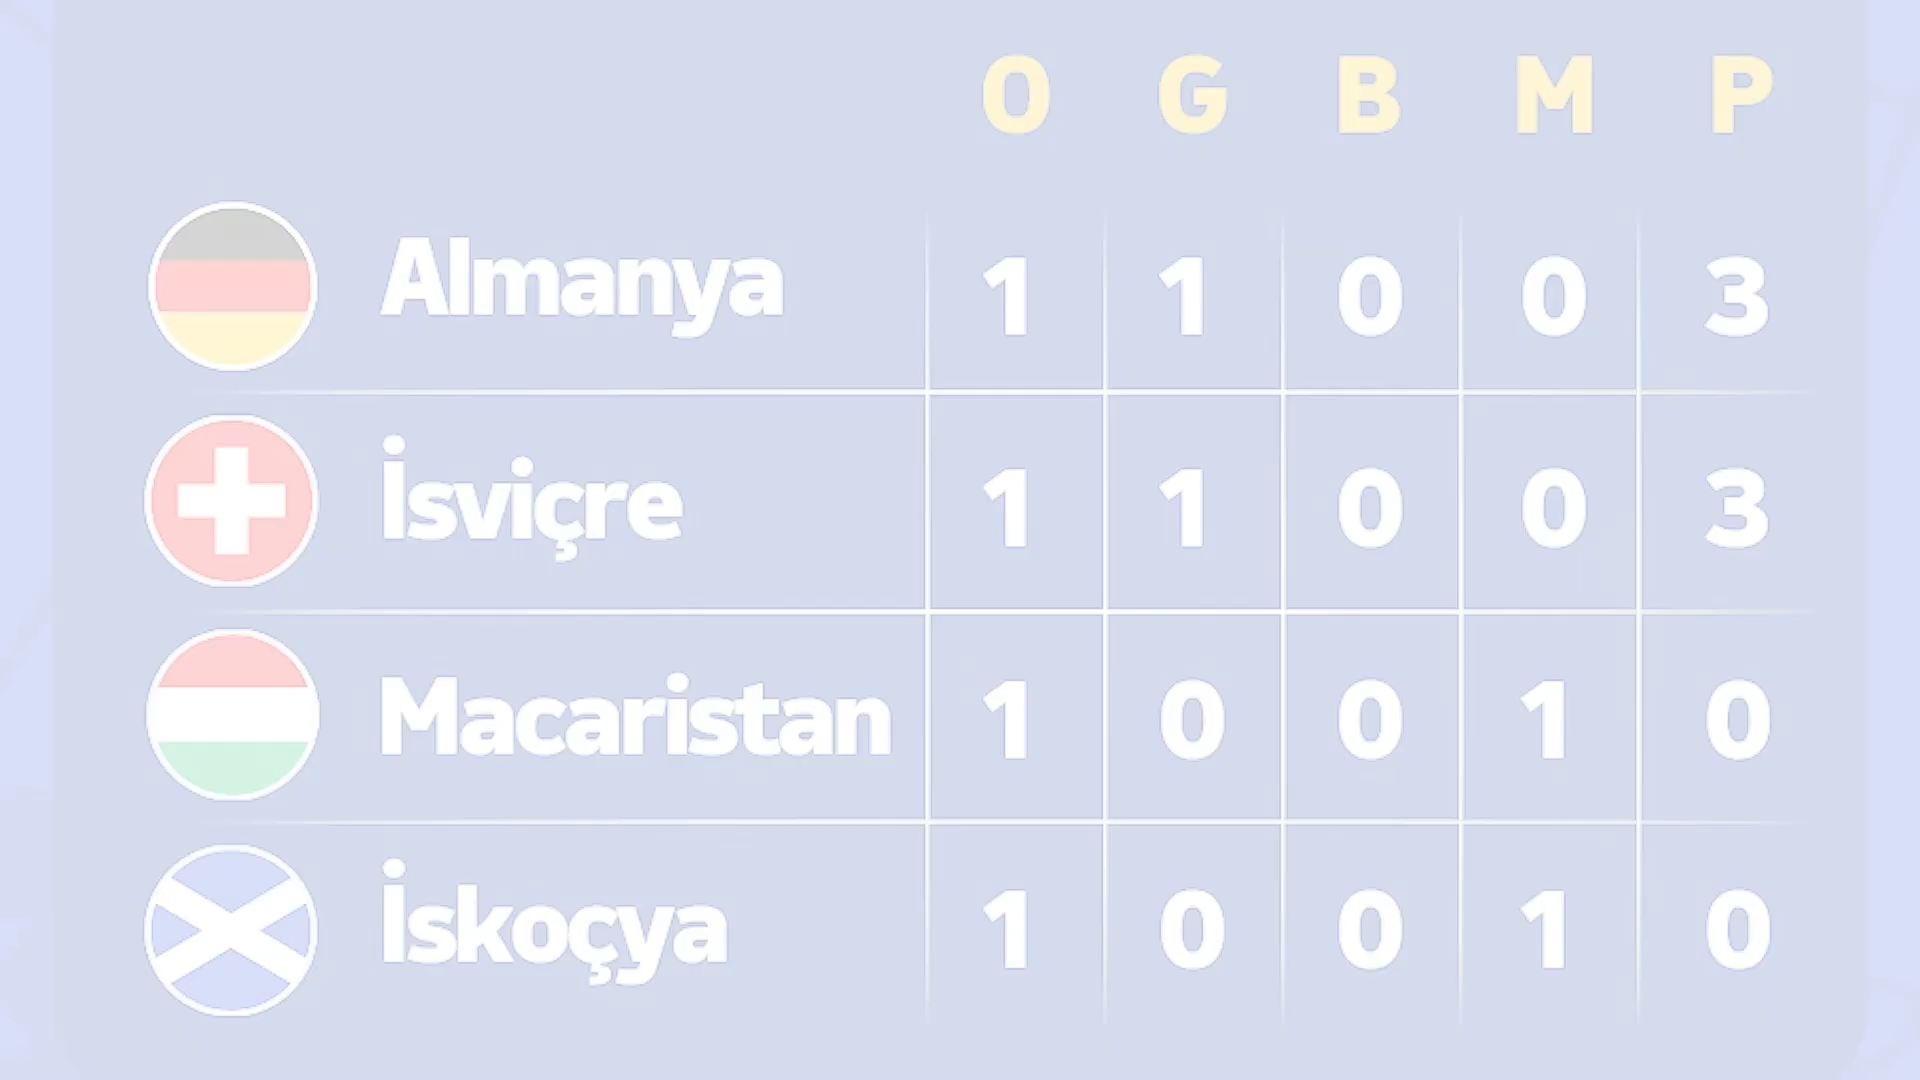 O G B M P
Almanya 1 1 0 0 3
İsviçre 1 1 0 0 3
Macaristan 1 0 0 1 0
İskoçya 1 0 0 1 0